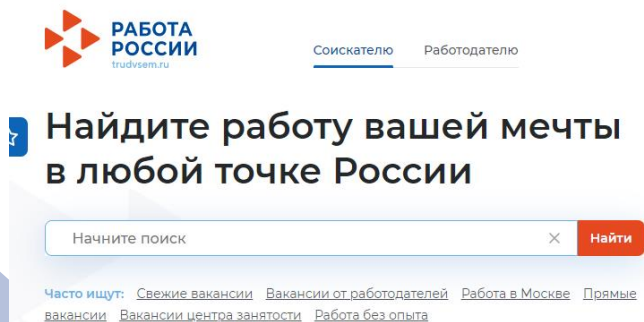 РАБОТА
РОССИИ
trudvsem.ru
Соискателю Работодателю
Найдите работу вашей мечты
в любой точке России
Начните поиск
Найти
Часто ищут: Свежие вакансии Вакансии от работодателей Работа в Москве Прямые
вакансии Вакансии центра занятости Работа без опыта